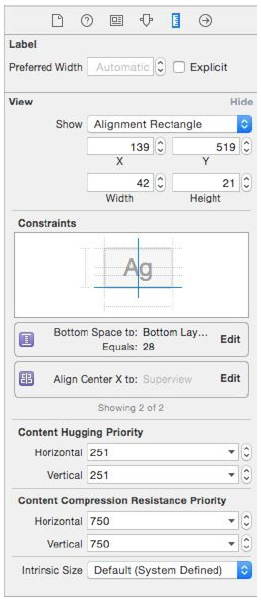 Label
Preferred Width Automatic Explicit
View Hide
Show Alignment Rectangle
139 519
X Y
42 21
Width Height
Constraints
Ag
Bottom Space to: Bottom Lay... Edit
Equals: 28
Align Center X to: Superview Edit
Showing 2 of 2
Content Hugging Priority
Horizontal 251
Vertical 251
Content Compression Resistance Priority
Horizontal 750
Vertical 750
Intrinsic Size Default (System Defined)